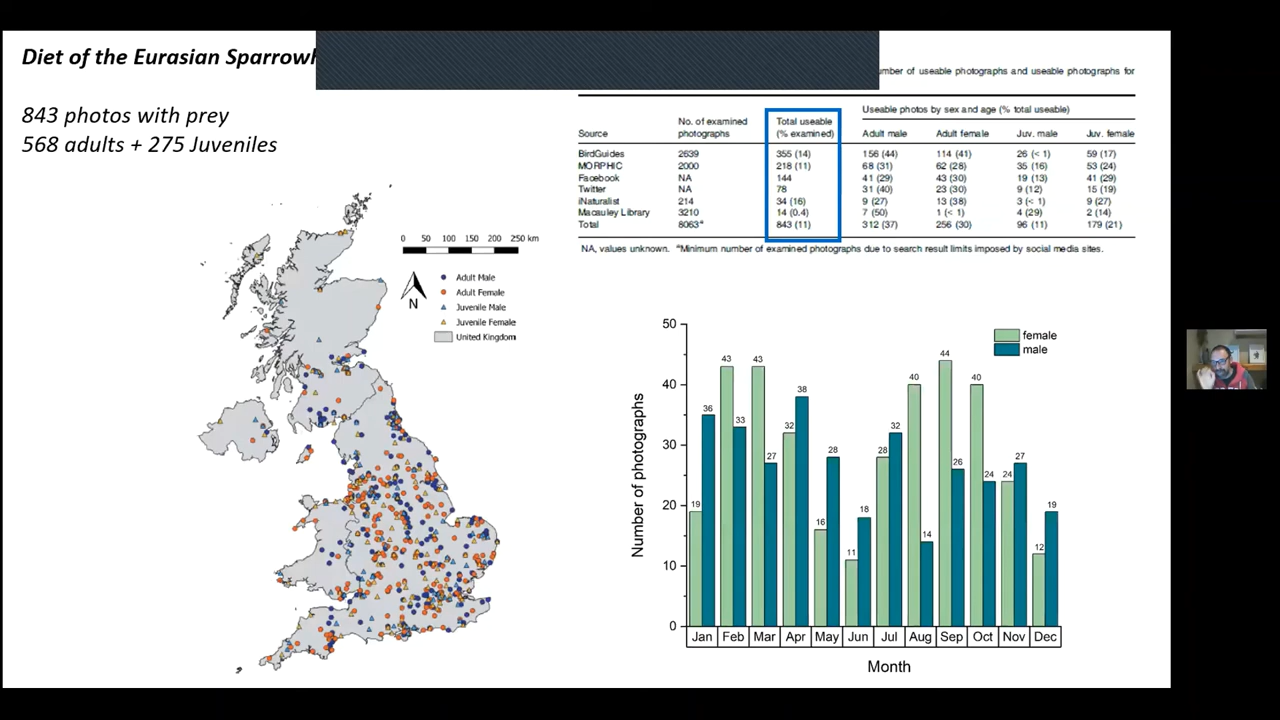 Diet of the Eurasian
843 photos with prey
568 adults + 275 Juveniles
of useable photographs and useable photographs for
Useable photos by sex and age (% total useable)
Source No. of examined photographs Total useable (% examined) Adult male Adult female Juv. male Juv. female
BirdGuides 2639 355 (14) 156 (44) 114 (41) 26 (< 1) 59 (17)
MORPHIC 2000 218 (11) 68 (31) 62 (28) 35 (16) 53 (24)
Facebook NA 144 41 (29) 43 (30) 19 (13) 41 (29)
Twitter NA 78 31 (40) 23 (30) 9 (12) 15 (19)
iNaturalist 214 34 (16) 9 (27) 13 (38) 3 (< 1) 9 (27)
Macauley Library 3210 14 (0.4) 7 (50) 1 (< 1) 4 (29) 2 (14)
Total 8063a 843 (11) 312 (37) 256 (30) 96 (11) 179 (21)
NA, values unknown. aMinimum number of examined photographs due to search result limits imposed by social media sites.
0 50 100 150 200 250 km
N
Adult Male
Adult Female
Juvenile Male
Juvenile Female
United Kingdom
female
male
Number of photographs
50
40
30
20
10
0
19 36 43 33 43 27 32 38 16 28 11 18 28 32 40 14 44 26 40 24 24 27 12 19
Jan Feb Mar Apr May Jun Jul Aug Sep Oct Nov Dec
Month